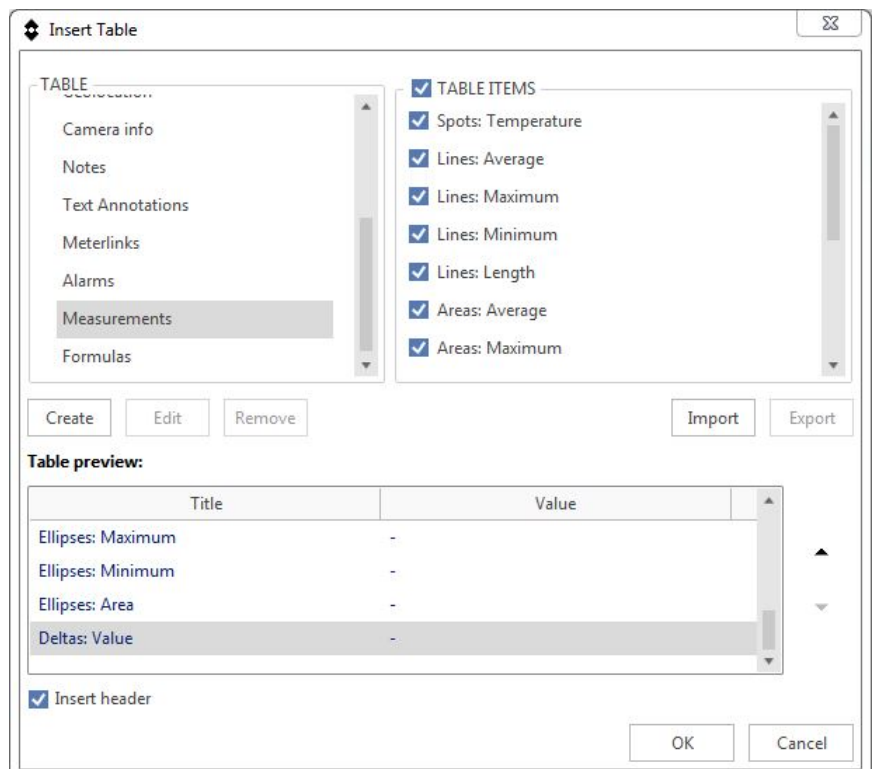 Insert Table
TABLE
Geolocation
Camera info
Notes
Text Annotations
Meterlinks
Alarms
Measurements
Formulas
TABLE ITEMS
Spots: Temperature
Lines: Average
Lines: Maximum
Lines: Minimum
Lines: Length
Areas: Average
Areas: Maximum
Create Edit Remove Import Export
Table preview:
Title Value
Ellipses: Maximum -
Ellipses: Minimum -
Ellipses: Area -
Deltas: Value -
Insert header
OK Cancel